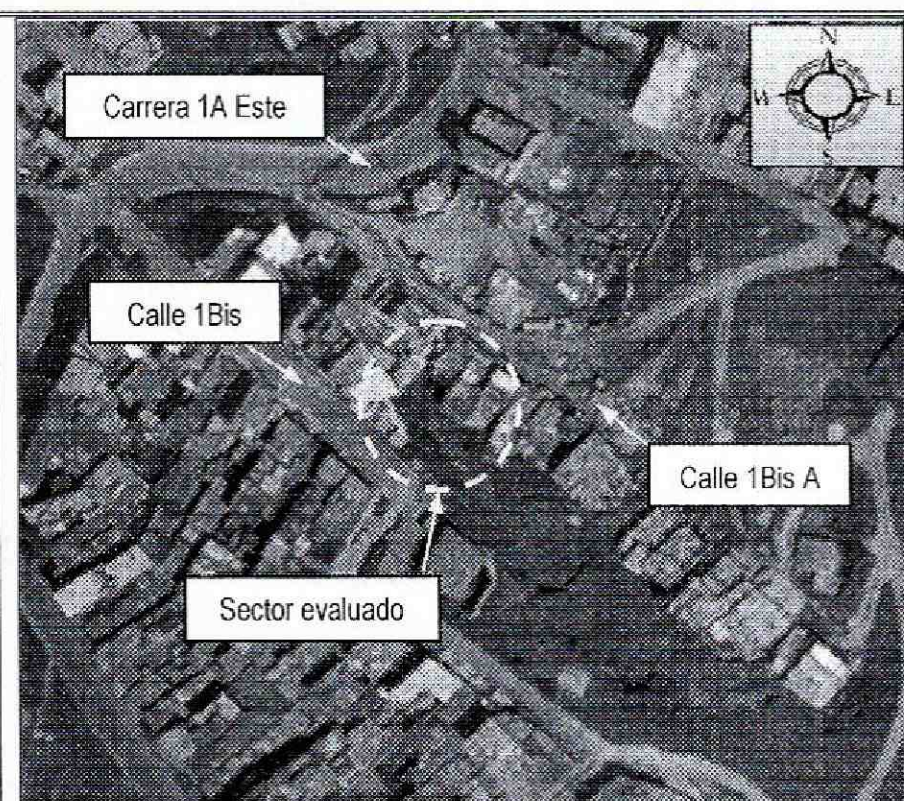 N
W E
S
Carrera 1A Este
Calle 1Bis
Calle 1Bis A
Sector evaluado